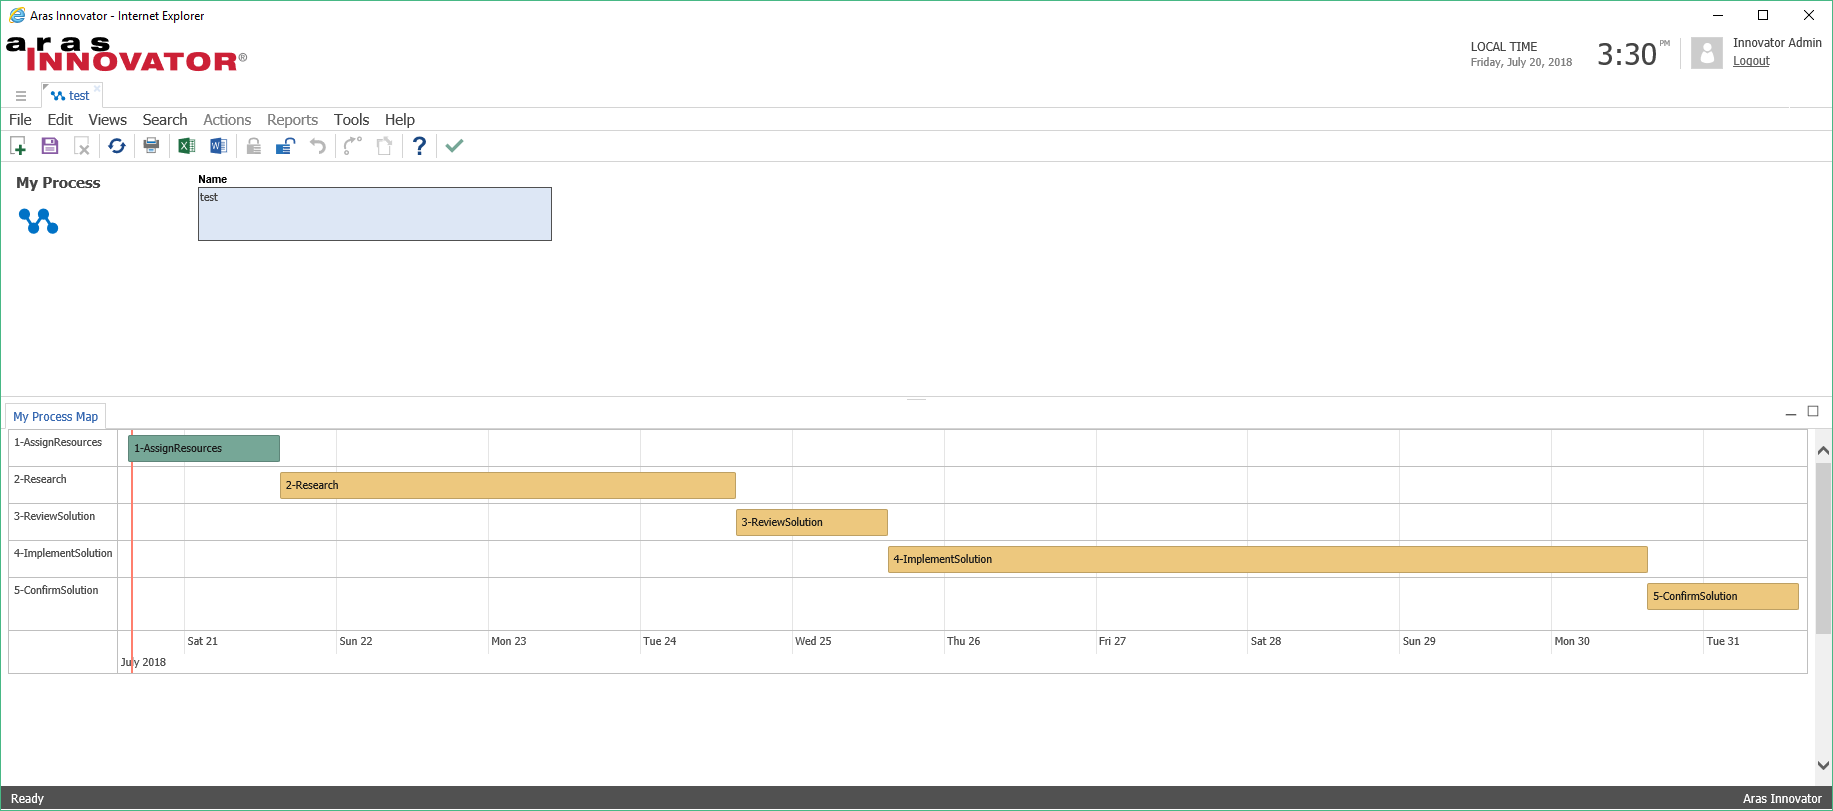 Aras Innovator - Internet Explorer
aras
INNOVATOR®
LOCAL TIME
Friday, July 20, 2018
3:30 PM
Innovator Admin
Logout
test
File Edit Views Search Actions Reports Tools Help
My Process
Name
test
My Process Map
1-AssignResources 1-AssignResources
2-Research 2-Research
3-ReviewSolution 3-ReviewSolution
4-ImplementSolution 4-ImplementSolution
5-ConfirmSolution 5-ConfirmSolution
Sat 21 Sun 22 Mon 23 Tue 24 Wed 25 Thu 26 Fri 27 Sat 28 Sun 29 Mon 30 Tue 31
July 2018
Ready Aras Innovator